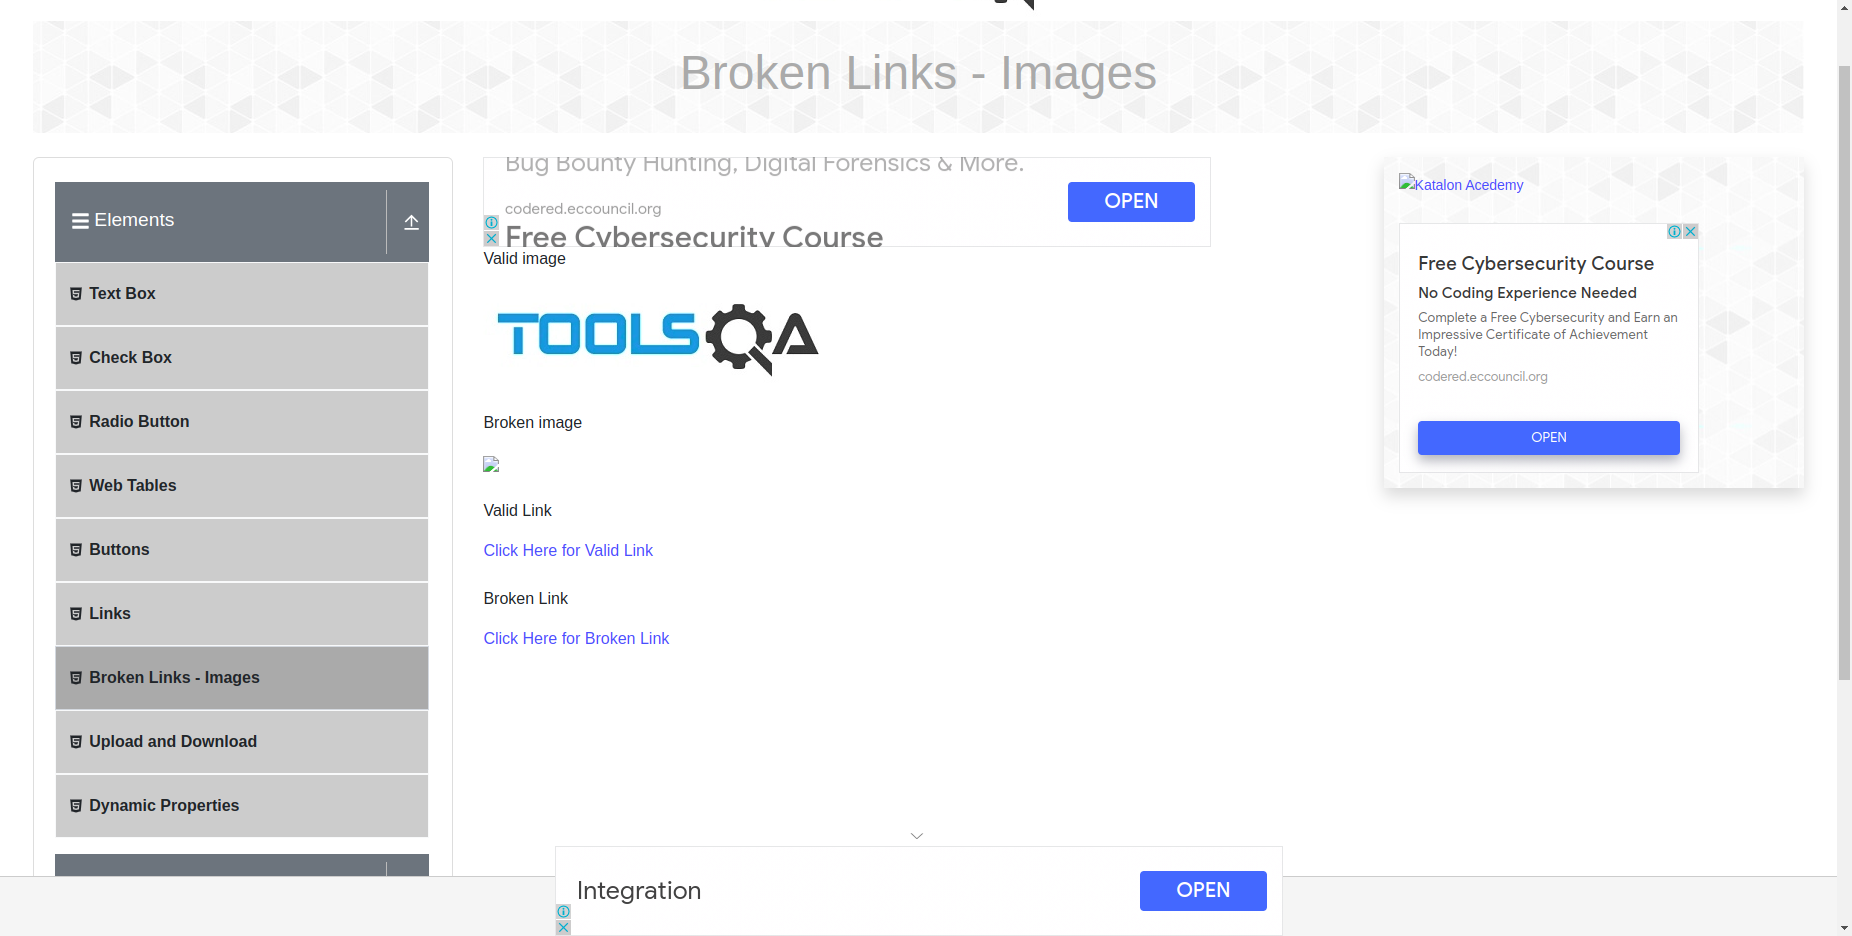 Broken Links - Images
Elements
Text Box
Check Box
Radio Button
Web Tables
Buttons
Links
Broken Links - Images
Upload and Download
Dynamic Properties
Bug Bounty Hunting, Digital Forensics & More.
codered.eccouncil.org
Free Cybersecurity Course
OPEN
Valid image
TOOLSQA
Broken image
Valid Link
Click Here for Valid Link
Broken Link
Click Here for Broken Link
Katalon Acedemy
Free Cybersecurity Course
No Coding Experience Needed
Complete a Free Cybersecurity and Earn an
Impressive Certificate of Achievement
Today!
codered.eccouncil.org
OPEN
Integration
OPEN